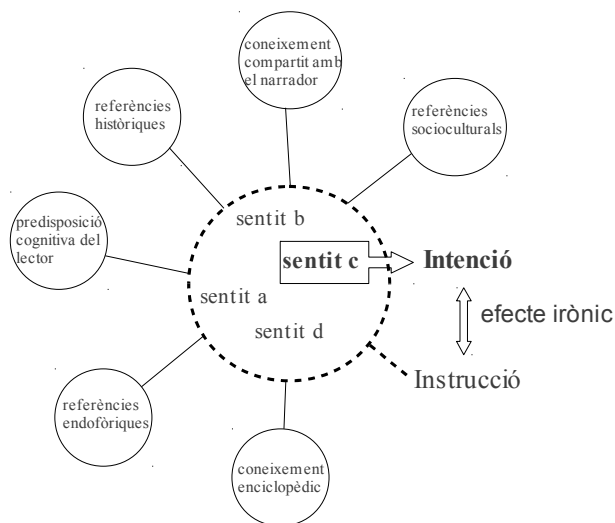 coneixement
compartit amb
el narrador
referències
històriques
referències
socioculturals
predisposició
cognitiva del
lector
sentit b
sentit c
Intenció
sentit a
efecte irònic
sentit d
Instrucció
referències
endofòriques
coneixement
enciclopèdic